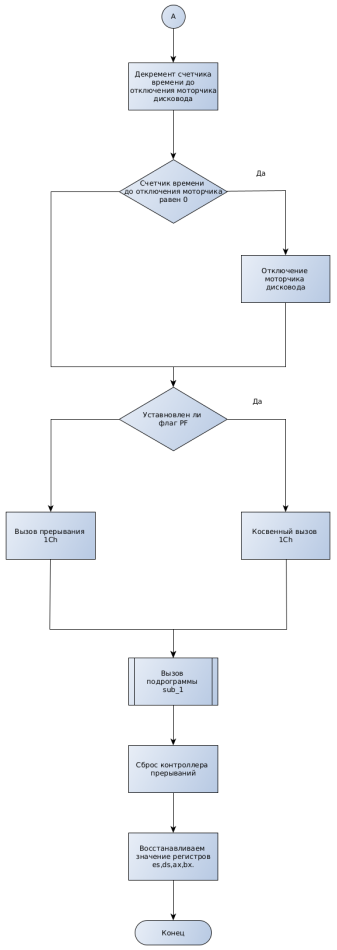 A
Декремент счетчика
времени до
отключения моторчика
дисковода
Счетчик времени
до отключения моторчика
равен 0
Да
Отключение
моторчика
дисковода
Уставновлен ли
флаг PF
Да
Вызов прерывания
1Ch
Косвенный вызов
1Ch
Вызов
подрограммы
sub_1
Сброс контроллера
прерываний
Восстанавливаем
значение регистров
es,ds,ax,bx.
Конец